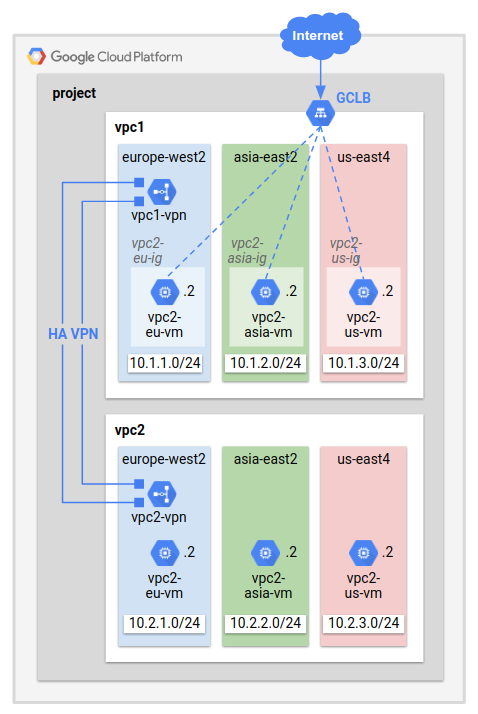 Internet
Google Cloud Platform
project
GCLB
vpc1
europe-west2
asia-east2
us-east4
vpc1-vpn
vpc2-
eu-ig
vpc2-
asia-ig
vpc2-
us-ig
.2
.2
.2
vpc2-
eu-vm
vpc2-
asia-vm
vpc2-
us-vm
HA VPN
10.1.1.0/24
10.1.2.0/24
10.1.3.0/24
vpc2
europe-west2
asia-east2
us-east4
vpc2-vpn
.2
.2
.2
vpc2-
eu-vm
vpc2-
asia-vm
vpc2-
us-vm
10.2.1.0/24
10.2.2.0/24
10.2.3.0/24